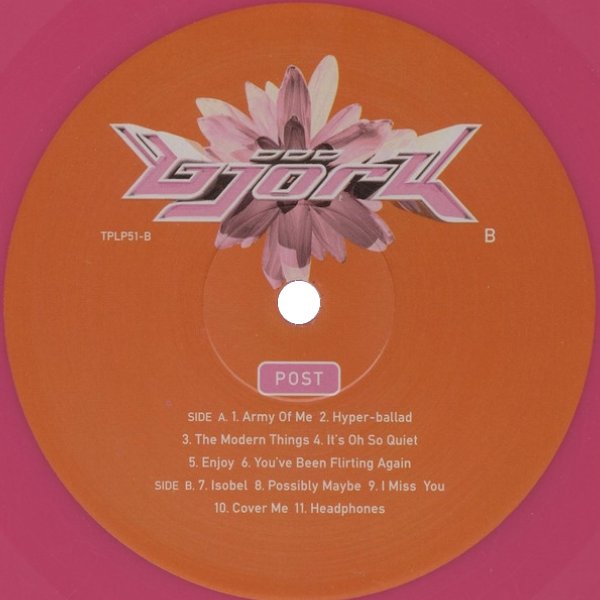 björk
TPLP51-B
B
POST
SIDE A. 1. Army Of Me 2. Hyper-ballad
3. The Modern Things 4. It's Oh So Quiet
5. Enjoy 6. You've Been Flirting Again
SIDE B. 7. Isobel 8. Possibly Maybe 9. I Miss You
10. Cover Me 11. Headphones